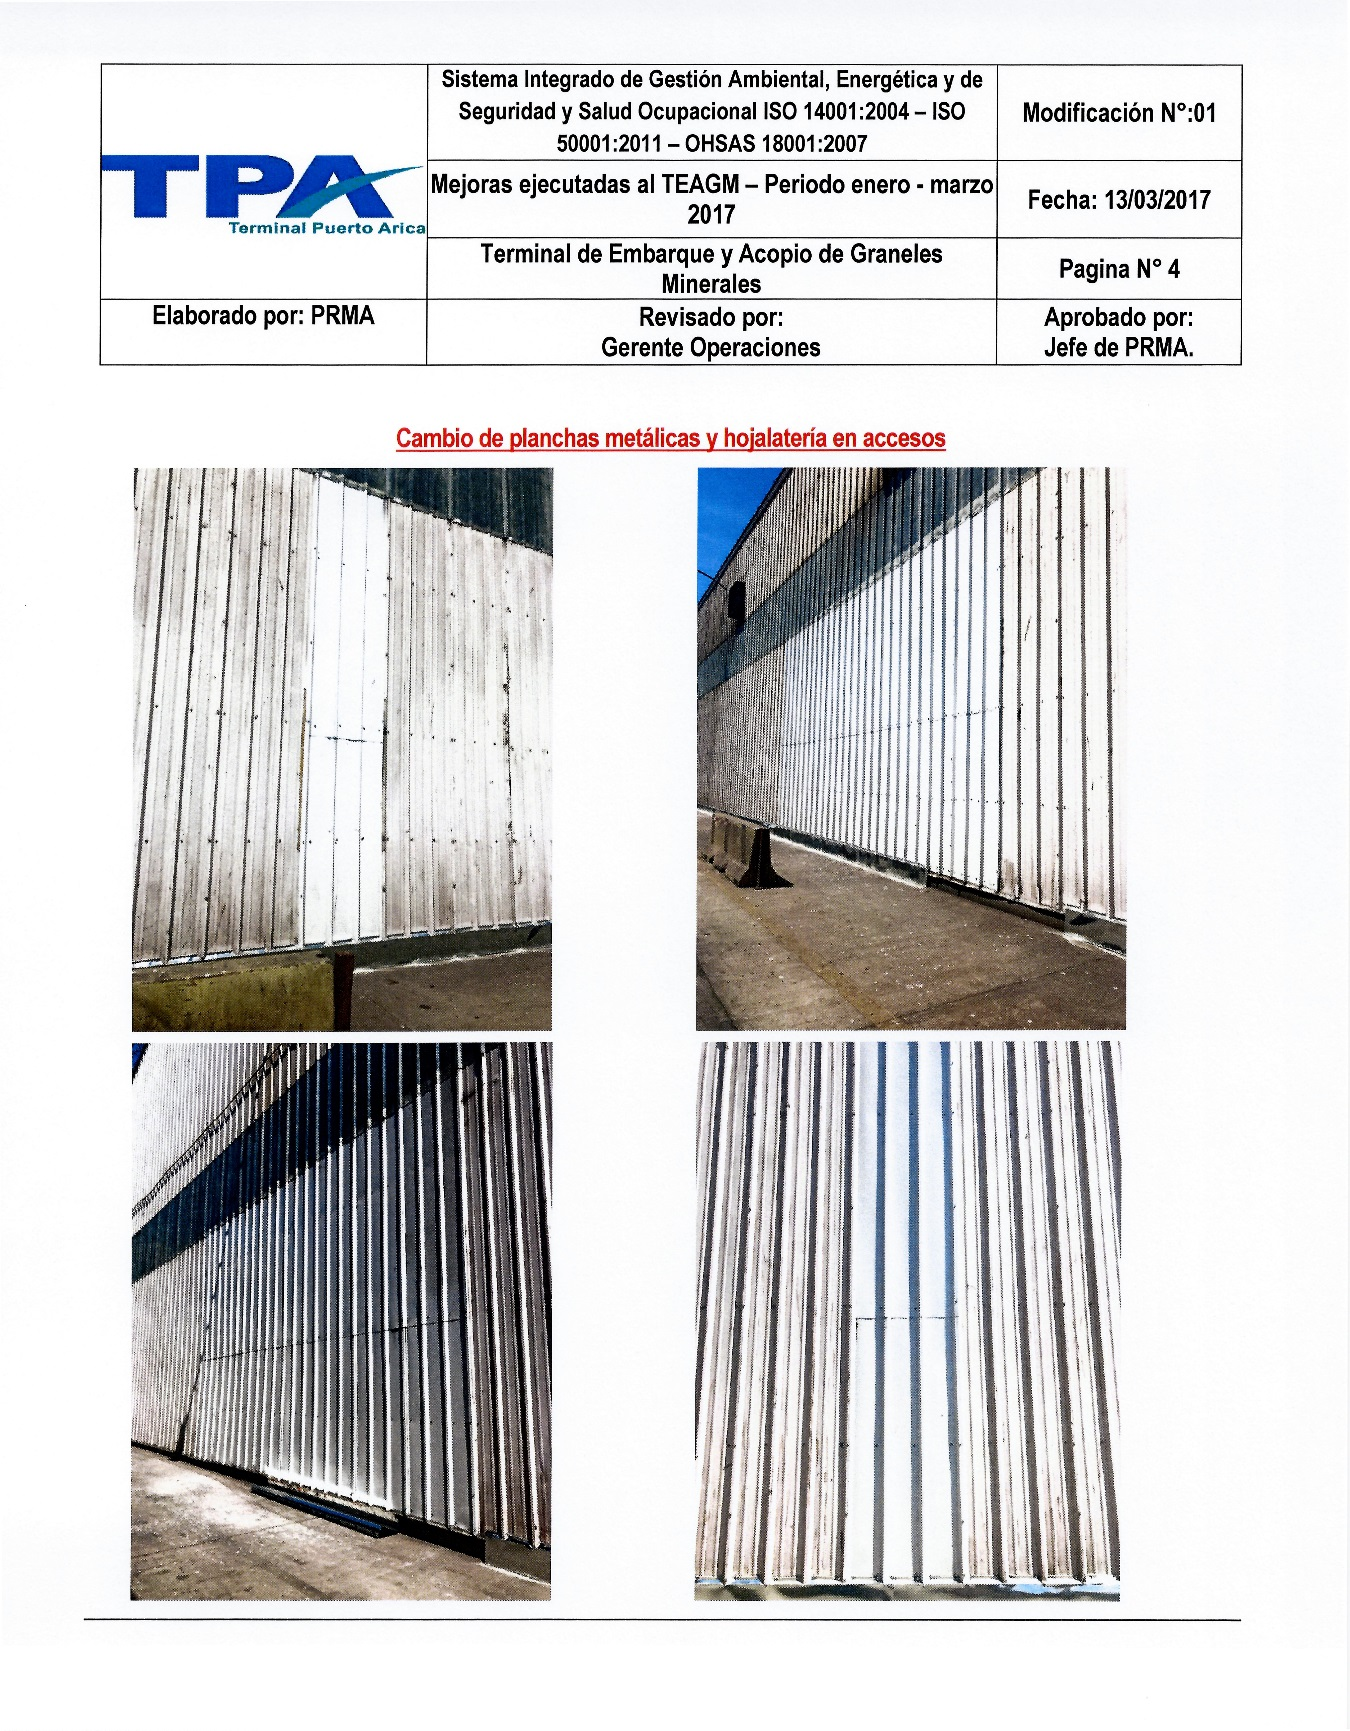 TPA
Terminal Puerto Arica
Sistema Integrado de Gestión Ambiental, Energética y de
Seguridad y Salud Ocupacional ISO 14001:2004 – ISO
50001:2011 – OHSAS 18001:2007
Modificación N°:01
Mejoras ejecutadas al TEAGM – Periodo enero - marzo
2017
Fecha: 13/03/2017
Terminal de Embarque y Acopio de Graneles
Minerales
Pagina N° 4
Elaborado por: PRMA
Revisado por:
Gerente Operaciones
Aprobado por:
Jefe de PRMA.
Cambio de planchas metálicas y hojalatería en accesos